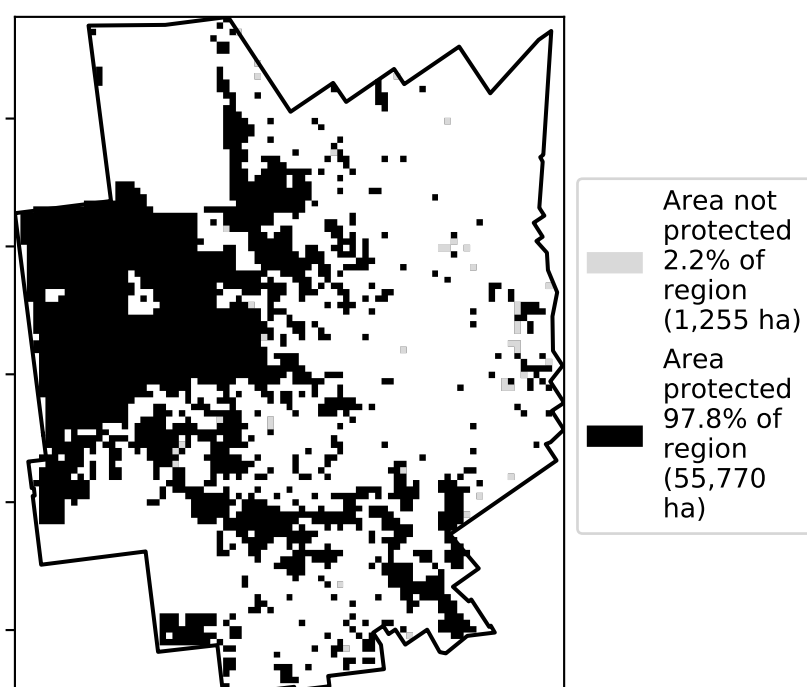 Area not
protected
2.2% of
region
(1,255 ha)
Area
protected
97.8% of
region
(55,770
ha)